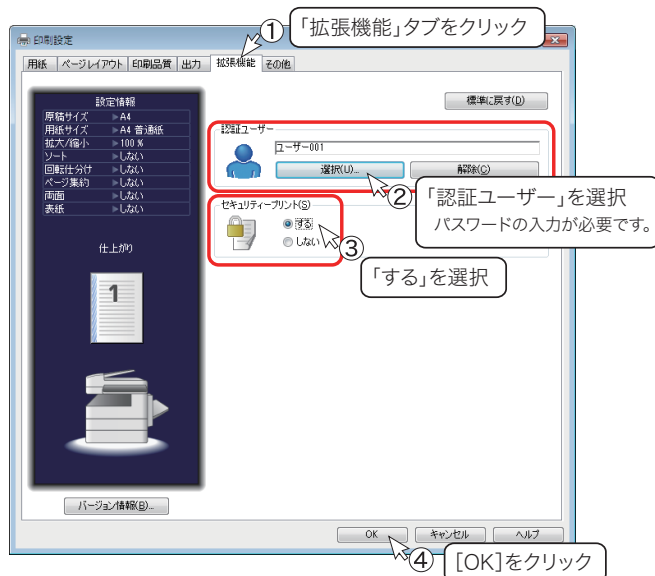 ① 「拡張機能」タブをクリック
印刷設定
用紙 ページレイアウト 印刷品質 出力 拡張機能 その他
標準に戻す(D)
設定情報
原稿サイズ ▶A4
用紙サイズ ▶A4 普通紙
拡大/縮小 ▶100 %
ソート ▶しない
回転仕分け ▶しない
ページ集約 ▶しない
両面 ▶しない
表紙 ▶しない
仕上がり
1
認証ユーザー
ユーザー001
選択(U)... 解除(C)
② 「認証ユーザー」を選択
パスワードの入力が必要です。
セキュリティープリント(S)
する
しない
③ 「する」を選択
バージョン情報(B)...
OK キャンセル ヘルプ
④ [OK]をクリック